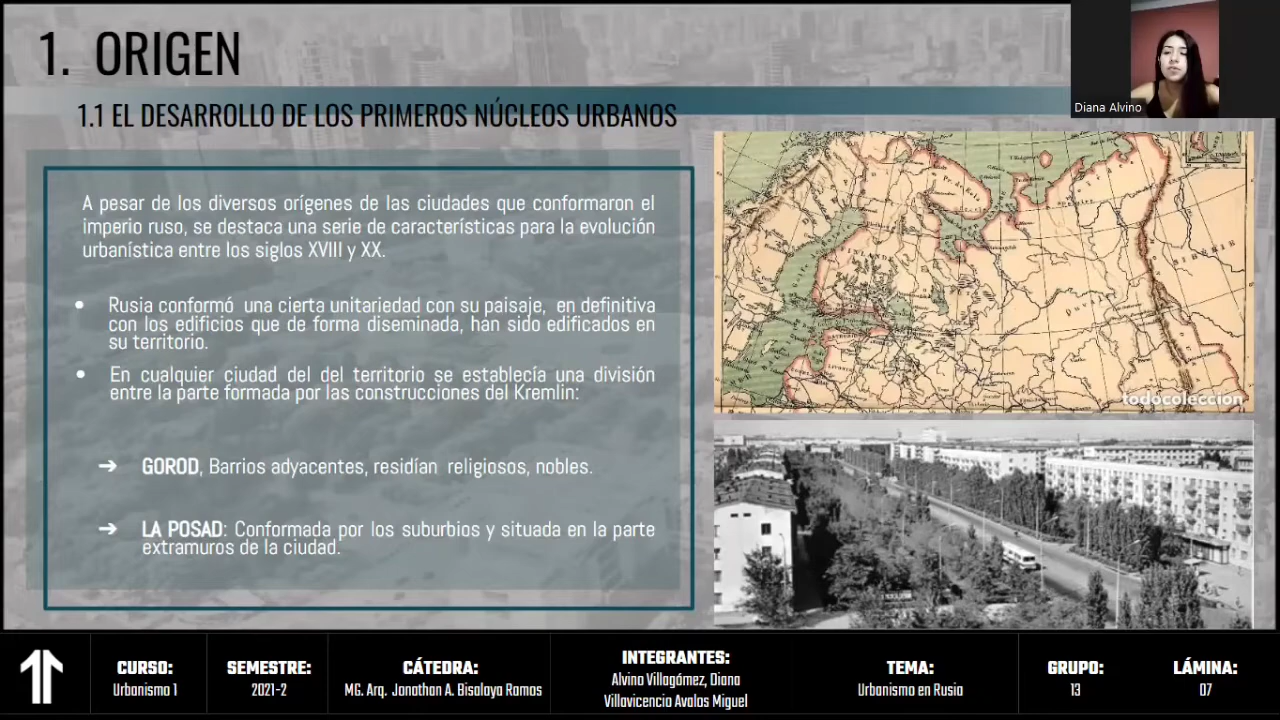 1. ORIGEN
Diana Alvino
1.1 EL DESARROLLO DE LOS PRIMEROS NÚCLEOS URBANOS
A pesar de los diversos orígenes de las ciudades que conformaron el
imperio ruso, se destaca una serie de características para la evolución
urbanística entre los siglos XVIII y XX.
• Rusia conformó una cierta unitariedad con su paisaje, en definitiva
con los edificios que de forma diseminada, han sido edificados en
su territorio.
• En cualquier ciudad del del territorio se establecía una división
entre la parte formada por las construcciones del Kremlin:
➔ GOROD, Barrios adyacentes, residían religiosos, nobles.
➔ LA POSAD: Conformada por los suburbios y situada en la parte
extramuros de la ciudad.
todocoleccion
CURSO:
Urbanismo 1
SEMESTRE:
2021-2
CÁTEDRA:
MG. Arq. Jonathan A. Bisalaya Ramos
INTEGRANTES:
Alvino Villagómez, Diana
Villavicencio Avalos Miguel
TEMA:
Urbanismo en Rusia
GRUPO:
13
LÁMINA:
07